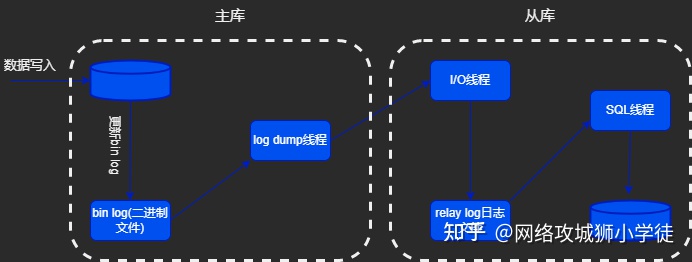 主库
从库
数据写入
更新bin log
bin log(二进制
文件)
log dump线程
I/O线程
relay log日志
SQL线程
知乎 @网络攻城狮小学徒